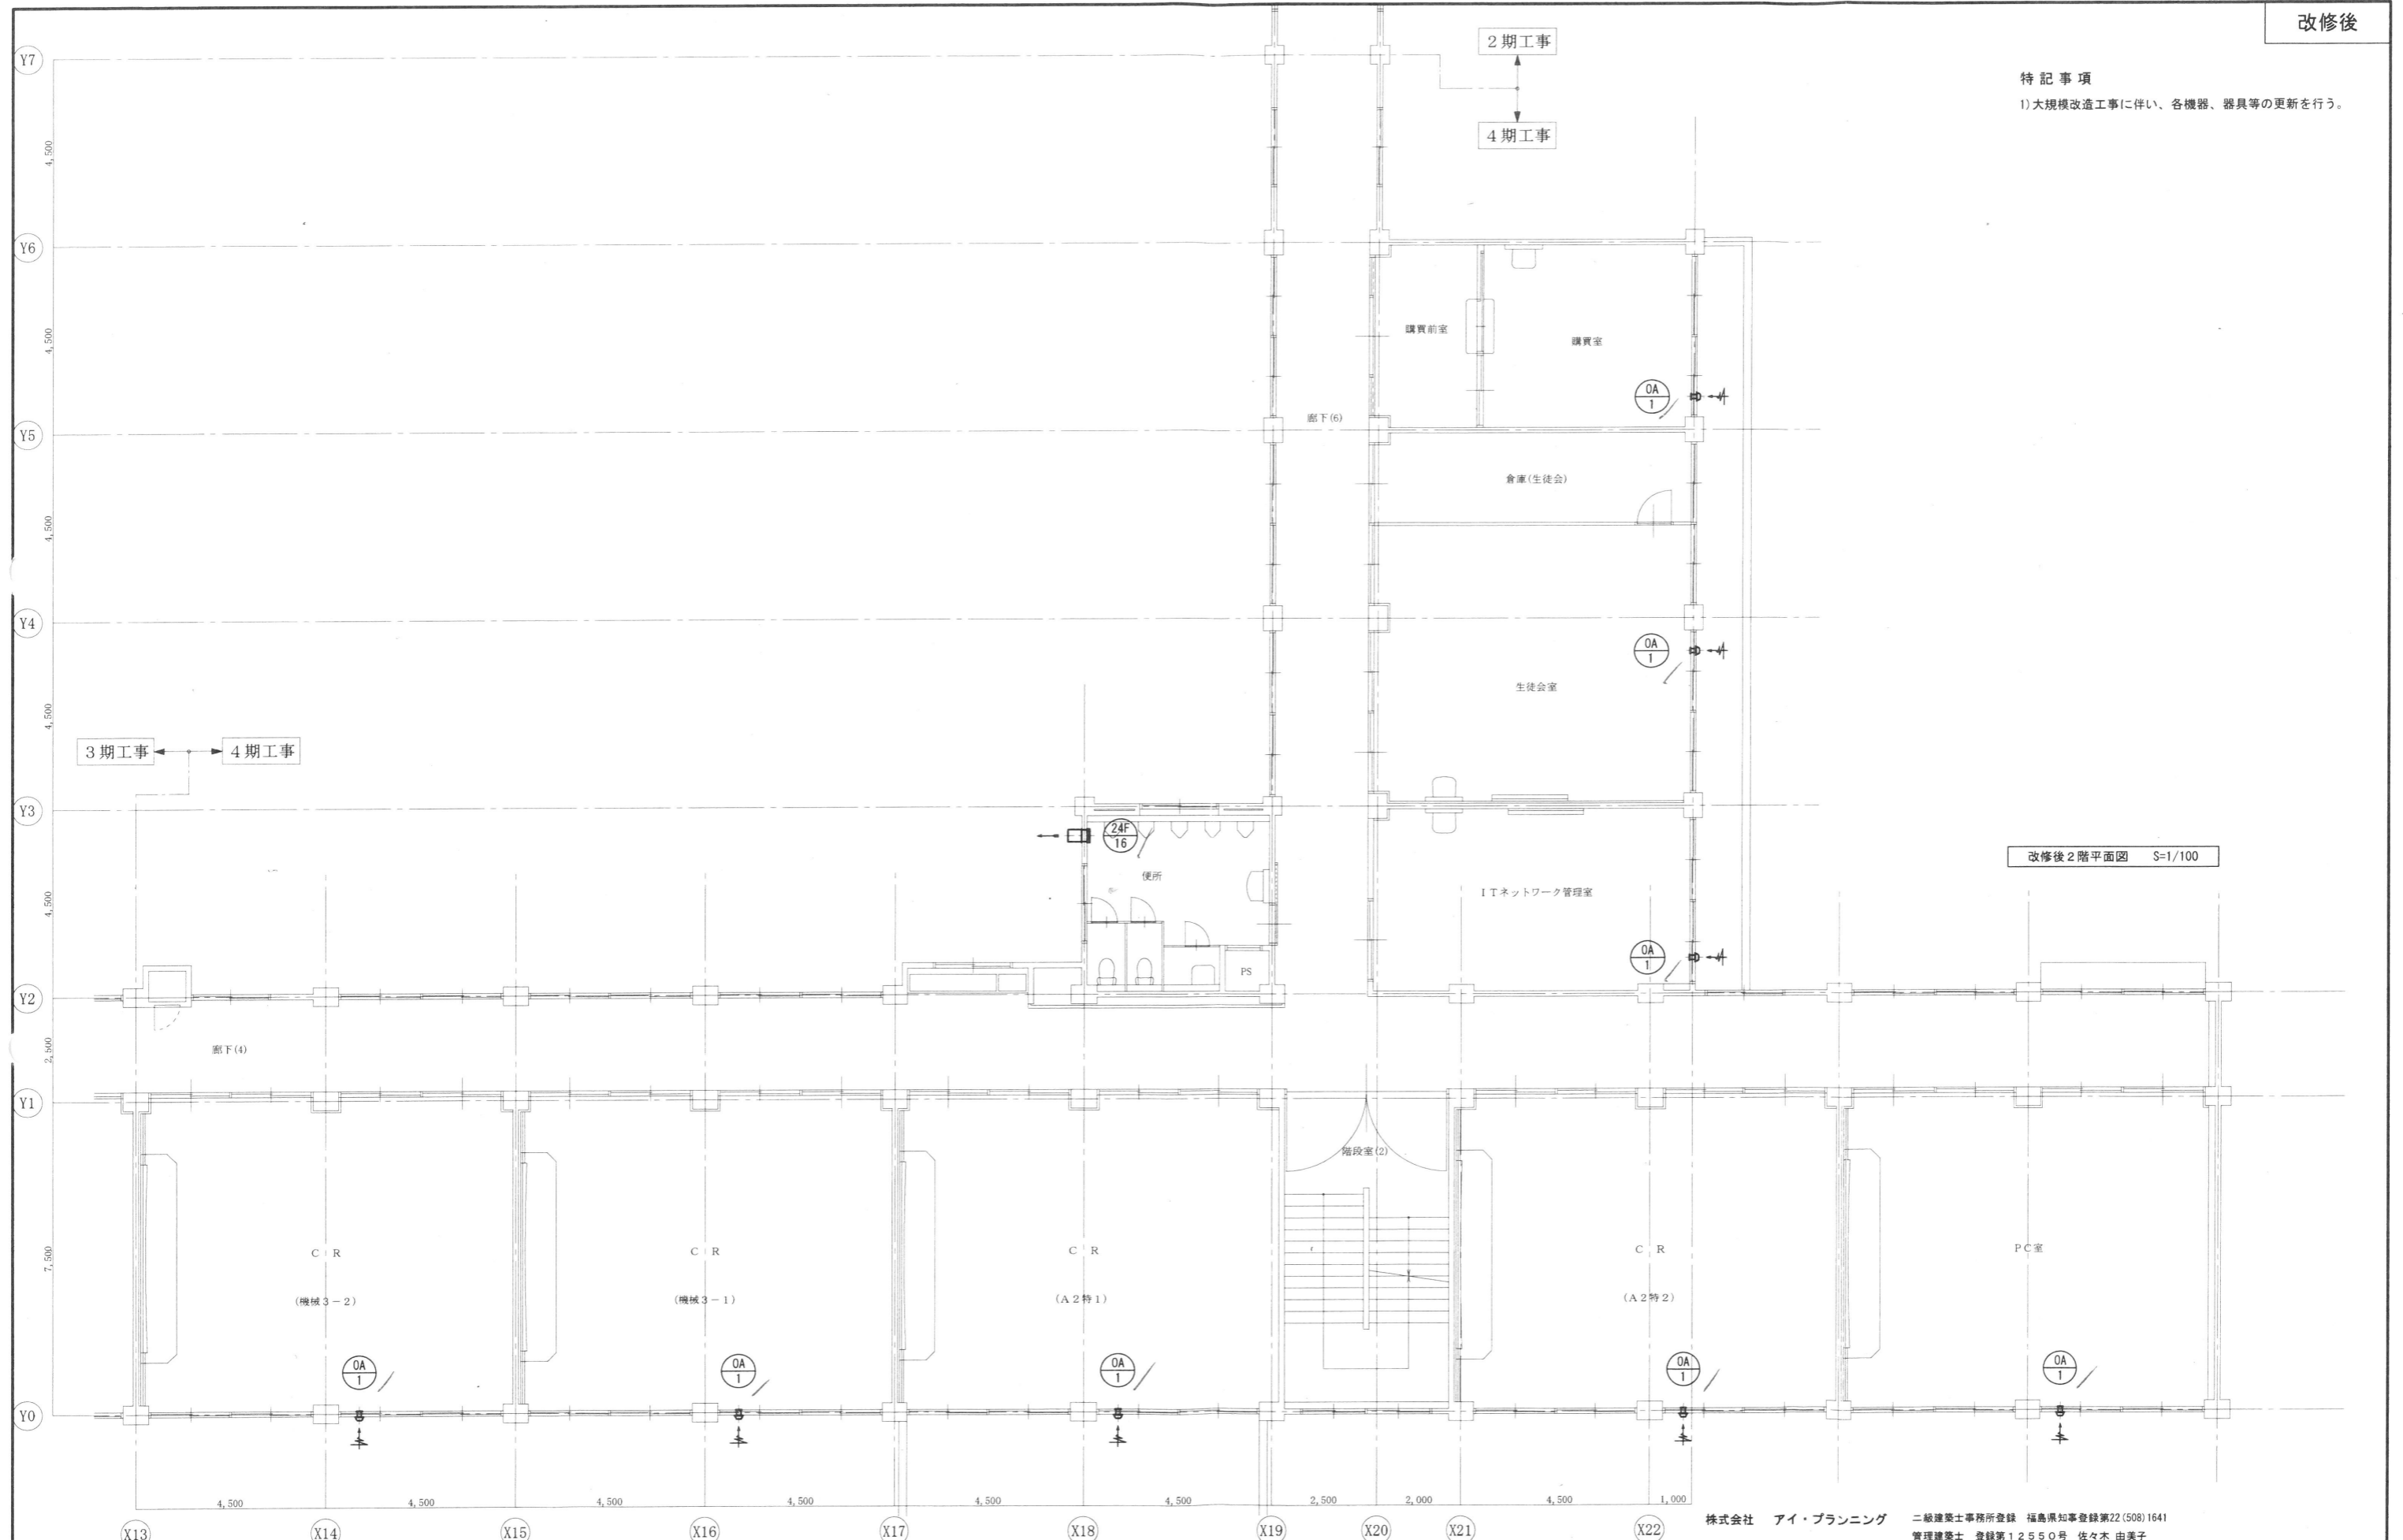 改修後
特 記 事 項
1)大規模改造工事に伴い、各機器、器具等の更新を行う。
2期工事
4期工事
Y7
4,500
Y6
購買前室
購買室
4,500
OA
1
廊下(6)
Y5
倉庫(生徒会)
4,500
Y4
OA
1
生徒会室
4,500
3期工事
4期工事
Y3
24F
16
改修後2階平面図 S=1/100
便所
ITネットワーク管理室
4,500
OA
1
PS
Y2
廊下(4)
2,500
Y1
階段室(2)
7,500
C R
C R
C R
C R
PC室
(機械3-2)
(機械3-1)
(A2特1)
(A2特2)
OA
1
OA
1
OA
1
OA
1
OA
1
Y0
4,500
4,500
4,500
4,500
4,500
4,500
2,500
2,000
4,500
1,000
X13
X14
X15
X16
X17
X18
X19
X20
X21
X22
株式会社 アイ・プランニング
二級建築士事務所登録 福島県知事登録第22(508)1641
管理建築士 登録第12550号 佐々木 由美子